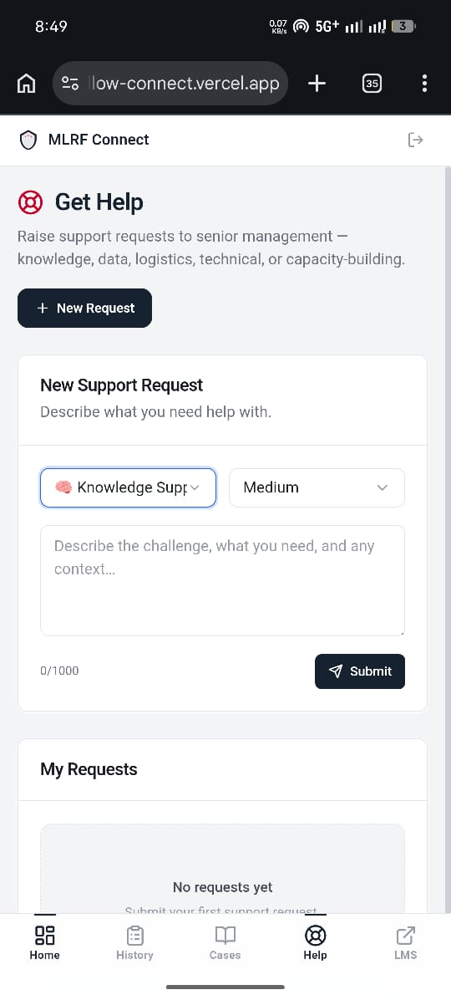 8:49
0.07
KB/s
5G+
3
low-connect.vercel.app
35
MLRF Connect
Get Help
Raise support requests to senior management —
knowledge, data, logistics, technical, or capacity-building.
+ New Request
New Support Request
Describe what you need help with.
🧠 Knowledge Supp
Medium
Describe the challenge, what you need, and any
context...
0/1000
Submit
My Requests
No requests yet
Submit your first support request
Home
History
Cases
Help
LMS